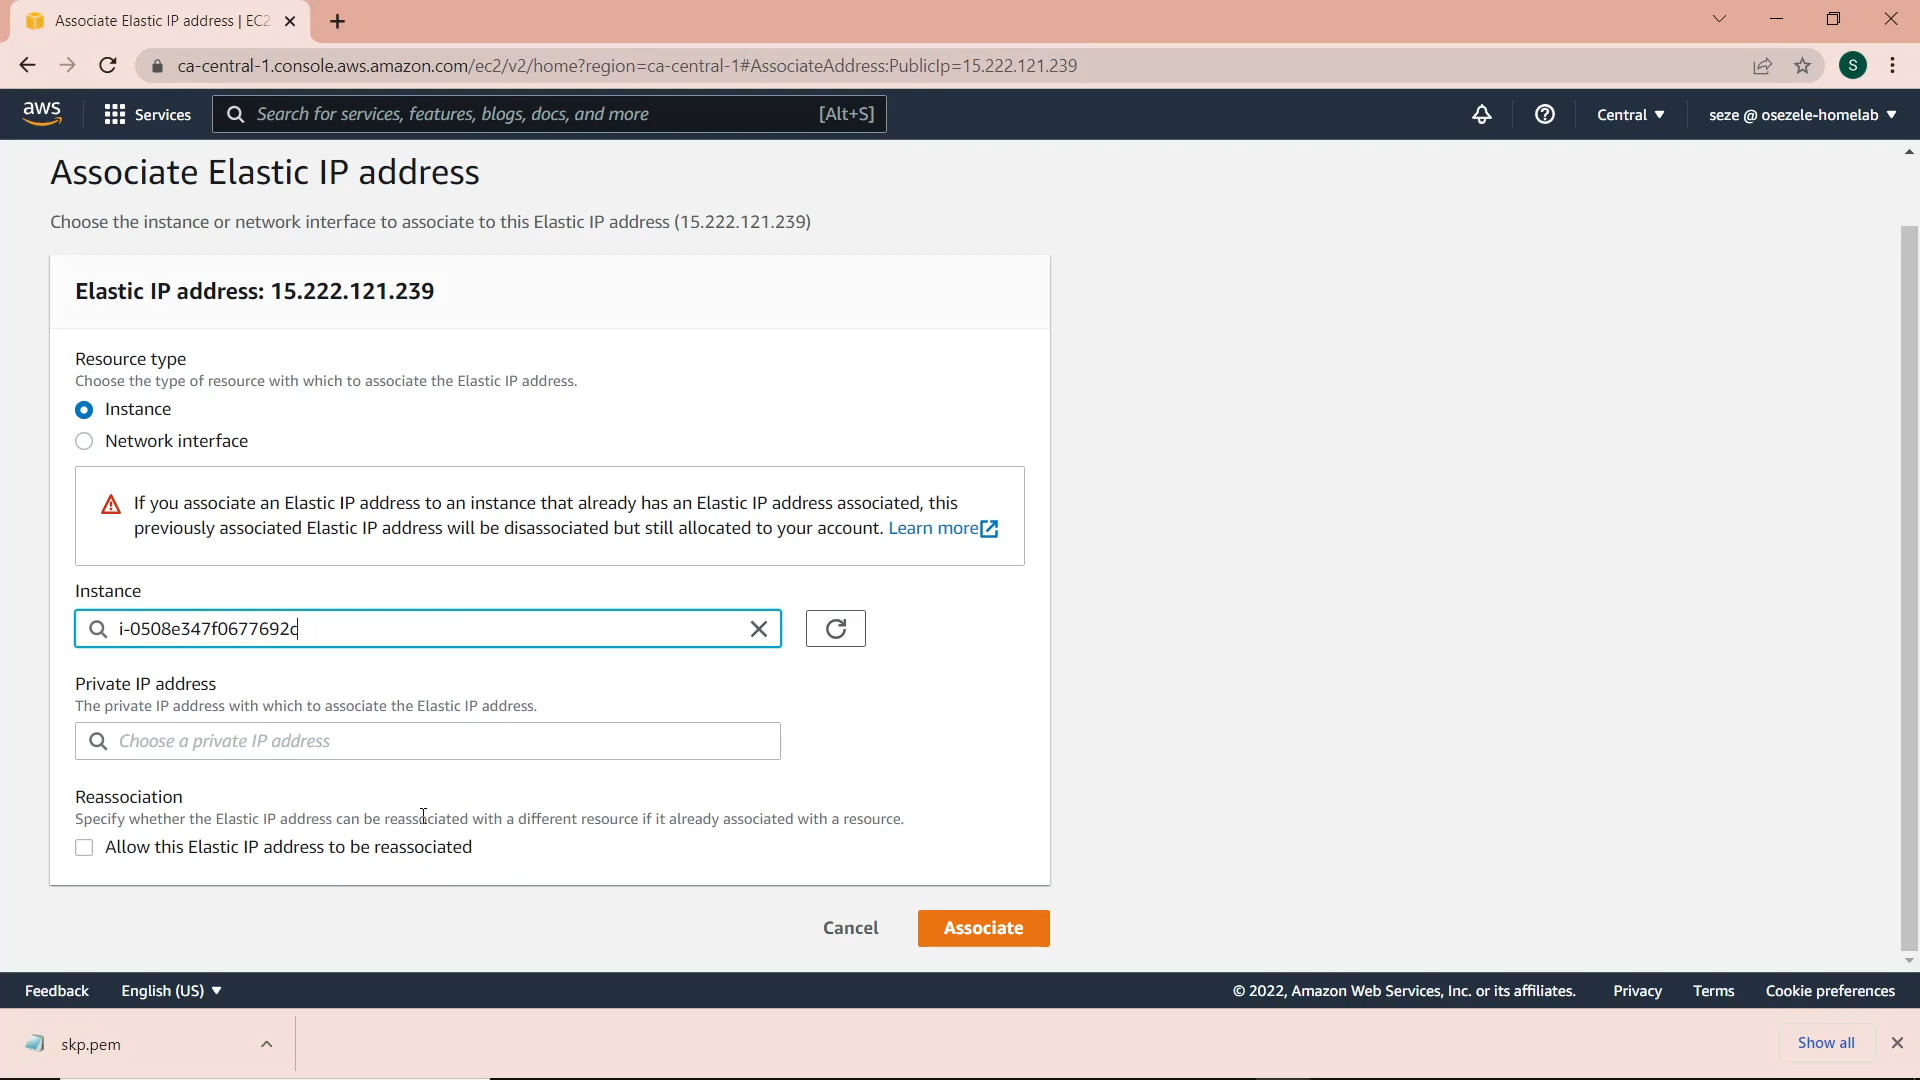 Associate Elastic IP address | EC2
ca-central-1.console.aws.amazon.com/ec2/v2/home?region=ca-central-1#AssociateAddress:PublicIp=15.222.121.239
S
aws
Services
Search for services, features, blogs, docs, and more [Alt+S]
Central
seze @ osezele-homelab
Associate Elastic IP address
Choose the instance or network interface to associate to this Elastic IP address (15.222.121.239)
Elastic IP address: 15.222.121.239
Resource type
Choose the type of resource with which to associate the Elastic IP address.
Instance
Network interface
If you associate an Elastic IP address to an instance that already has an Elastic IP address associated, this
previously associated Elastic IP address will be disassociated but still allocated to your account. Learn more
Instance
i-0508e347f0677692c
Private IP address
The private IP address with which to associate the Elastic IP address.
Choose a private IP address
Reassociation
Specify whether the Elastic IP address can be reassociated with a different resource if it already associated with a resource.
Allow this Elastic IP address to be reassociated
Cancel
Associate
Feedback
English (US)
© 2022, Amazon Web Services, Inc. or its affiliates.
Privacy
Terms
Cookie preferences
skp.pem
Show all